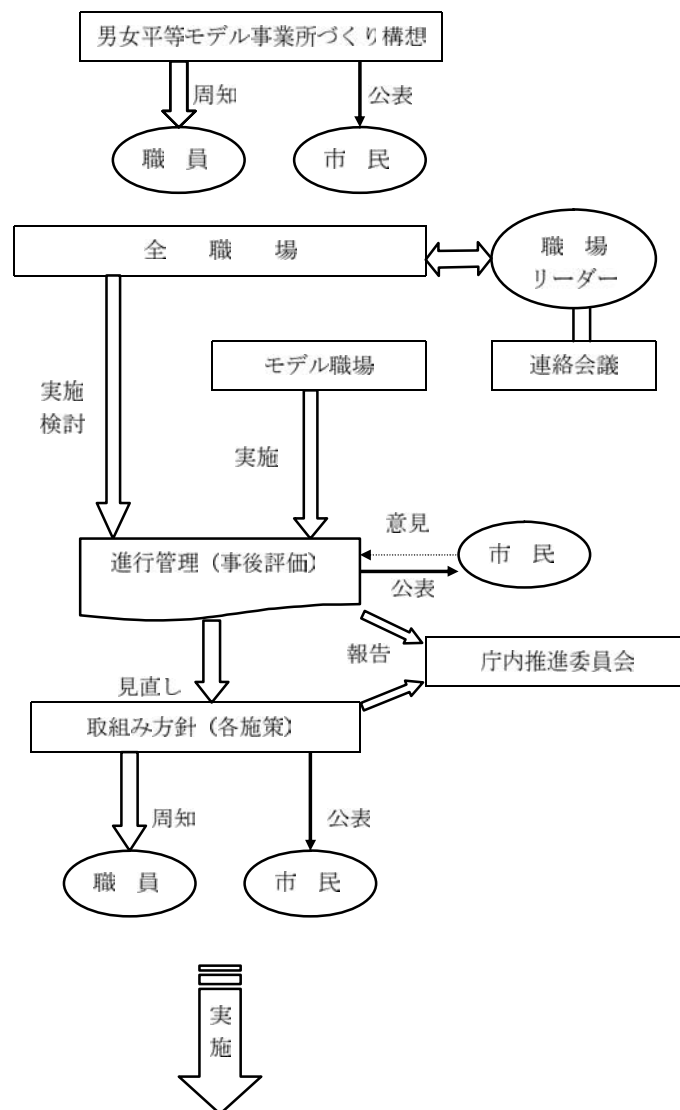 男女平等モデル事業所づくり構想
周知
公表
職 員
市 民
全 職 場
職 場
リーダー
連絡会議
モデル職場
実施
検討
実施
進行管理（事後評価）
意見
市 民
公表
報告
庁内推進委員会
見直し
取組み方針（各施策）
周知
公表
職 員
市 民
実
施